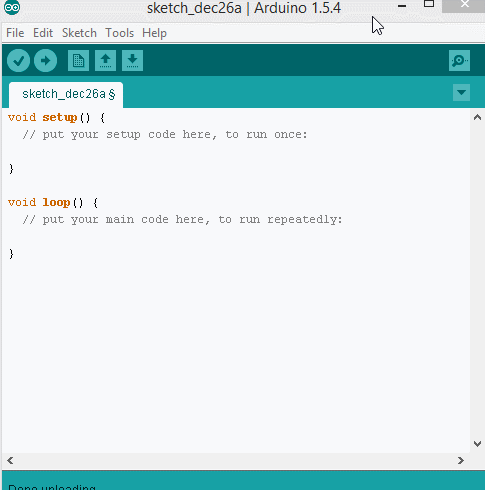 sketch_dec26a | Arduino 1.5.4
File Edit Sketch Tools Help
sketch_dec26a §
void setup() {
  // put your setup code here, to run once:
}
void loop() {
  // put your main code here, to run repeatedly:
}
Done uploading